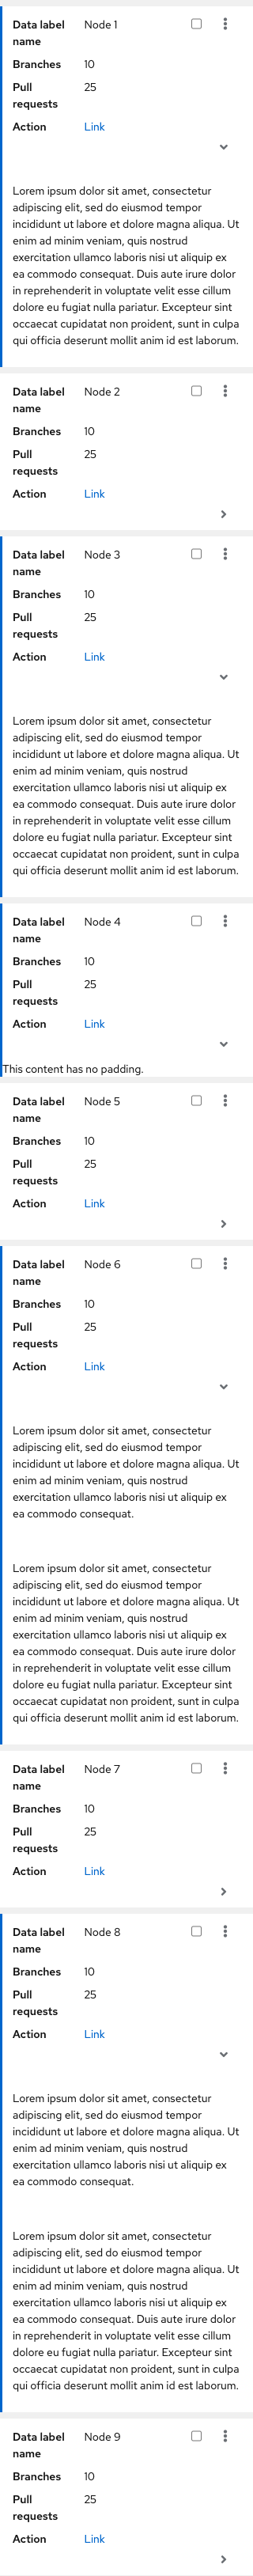 Data label name Node 1
Branches 10
Pull requests 25
Action Link
Lorem ipsum dolor sit amet, consectetur
adipiscing elit, sed do eiusmod tempor
incididunt ut labore et dolore magna aliqua. Ut
enim ad minim veniam, quis nostrud
exercitation ullamco laboris nisi ut aliquip ex
ea commodo consequat. Duis aute irure dolor
in reprehenderit in voluptate velit esse cillum
dolore eu fugiat nulla pariatur. Excepteur sint
occaecat cupidatat non proident, sunt in culpa
qui officia deserunt mollit anim id est laborum.
Data label name Node 2
Branches 10
Pull requests 25
Action Link
Data label name Node 3
Branches 10
Pull requests 25
Action Link
Lorem ipsum dolor sit amet, consectetur
adipiscing elit, sed do eiusmod tempor
incididunt ut labore et dolore magna aliqua. Ut
enim ad minim veniam, quis nostrud
exercitation ullamco laboris nisi ut aliquip ex
ea commodo consequat. Duis aute irure dolor
in reprehenderit in voluptate velit esse cillum
dolore eu fugiat nulla pariatur. Excepteur sint
occaecat cupidatat non proident, sunt in culpa
qui officia deserunt mollit anim id est laborum.
Data label name Node 4
Branches 10
Pull requests 25
Action Link
This content has no padding.
Data label name Node 5
Branches 10
Pull requests 25
Action Link
Data label name Node 6
Branches 10
Pull requests 25
Action Link
Lorem ipsum dolor sit amet, consectetur
adipiscing elit, sed do eiusmod tempor
incididunt ut labore et dolore magna aliqua. Ut
enim ad minim veniam, quis nostrud
exercitation ullamco laboris nisi ut aliquip ex
ea commodo consequat.
Lorem ipsum dolor sit amet, consectetur
adipiscing elit, sed do eiusmod tempor
incididunt ut labore et dolore magna aliqua. Ut
enim ad minim veniam, quis nostrud
exercitation ullamco laboris nisi ut aliquip ex
ea commodo consequat. Duis aute irure dolor
in reprehenderit in voluptate velit esse cillum
dolore eu fugiat nulla pariatur. Excepteur sint
occaecat cupidatat non proident, sunt in culpa
qui officia deserunt mollit anim id est laborum.
Data label name Node 7
Branches 10
Pull requests 25
Action Link
Data label name Node 8
Branches 10
Pull requests 25
Action Link
Lorem ipsum dolor sit amet, consectetur
adipiscing elit, sed do eiusmod tempor
incididunt ut labore et dolore magna aliqua. Ut
enim ad minim veniam, quis nostrud
exercitation ullamco laboris nisi ut aliquip ex
ea commodo consequat.
Lorem ipsum dolor sit amet, consectetur
adipiscing elit, sed do eiusmod tempor
incididunt ut labore et dolore magna aliqua. Ut
enim ad minim veniam, quis nostrud
exercitation ullamco laboris nisi ut aliquip ex
ea commodo consequat. Duis aute irure dolor
in reprehenderit in voluptate velit esse cillum
dolore eu fugiat nulla pariatur. Excepteur sint
occaecat cupidatat non proident, sunt in culpa
qui officia deserunt mollit anim id est laborum.
Data label name Node 9
Branches 10
Pull requests 25
Action Link